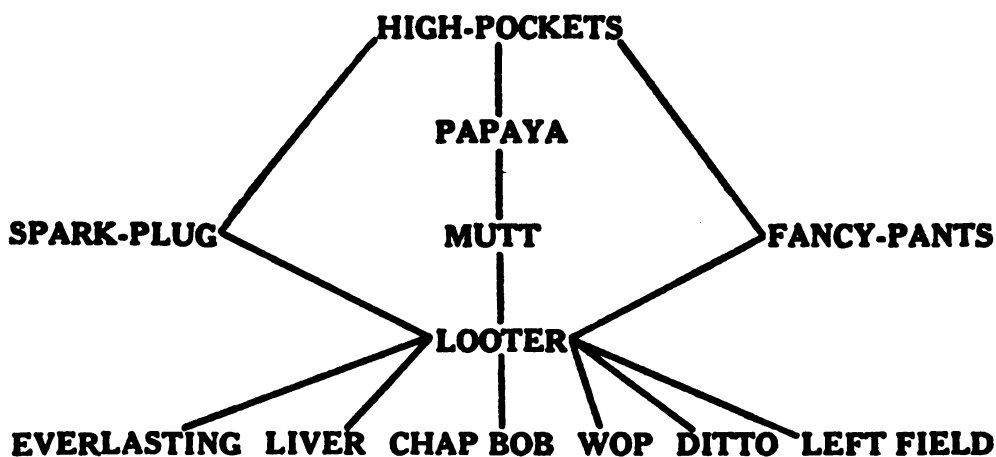 HIGH-POCKETS
PAPAYA
SPARK-PLUG MUTT FANCY-PANTS
LOOTER
EVERLASTING LIVER CHAP BOB WOP DITTO LEFT FIELD